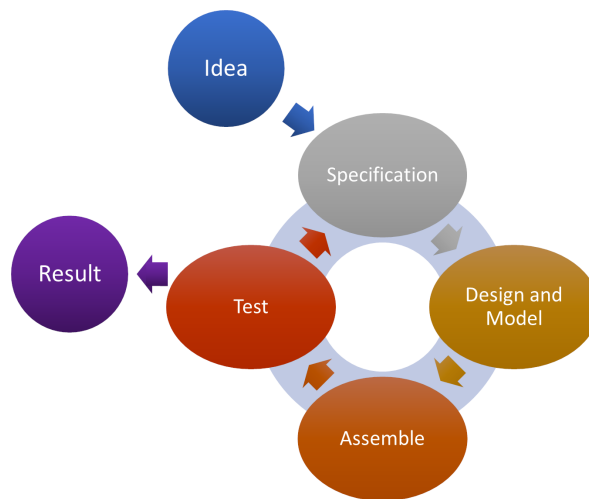 Idea
Specification
Result
Test
Design and
Model
Assemble